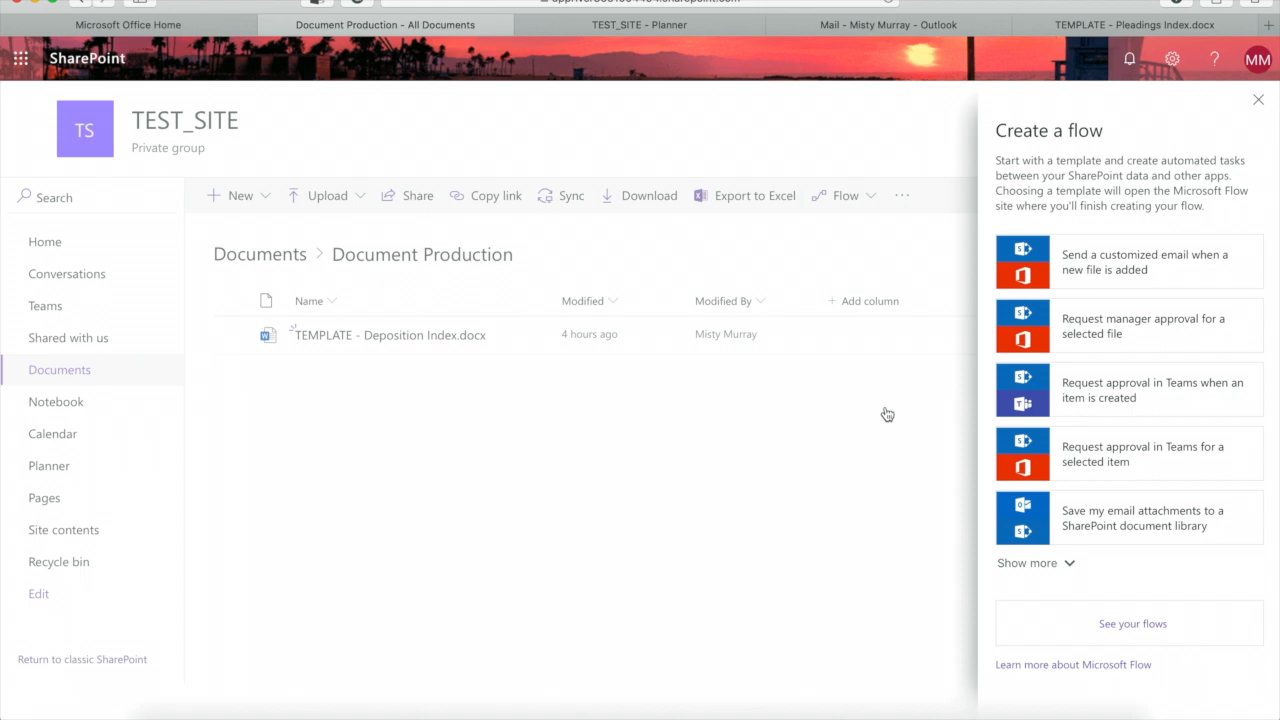 Microsoft Office Home
Document Production - All Documents
TEST_SITE - Planner
Mail - Misty Murray - Outlook
TEMPLATE - Pleadings Index.docx
SharePoint
MM
TS
TEST_SITE
Private group
Search
Home
Conversations
Teams
Shared with us
Documents
Notebook
Calendar
Planner
Pages
Site contents
Recycle bin
Edit
Return to classic SharePoint
New
Upload
Share
Copy link
Sync
Download
Export to Excel
Flow
Documents > Document Production
Name
Modified
Modified By
+ Add column
TEMPLATE - Deposition Index.docx
4 hours ago
Misty Murray
Create a flow
Start with a template and create automated tasks
between your SharePoint data and other apps.
Choosing a template will open the Microsoft Flow
site where you'll finish creating your flow.
Send a customized email when a
new file is added
Request manager approval for a
selected file
Request approval in Teams when an
item is created
Request approval in Teams for a
selected item
Save my email attachments to a
SharePoint document library
Show more
See your flows
Learn more about Microsoft Flow